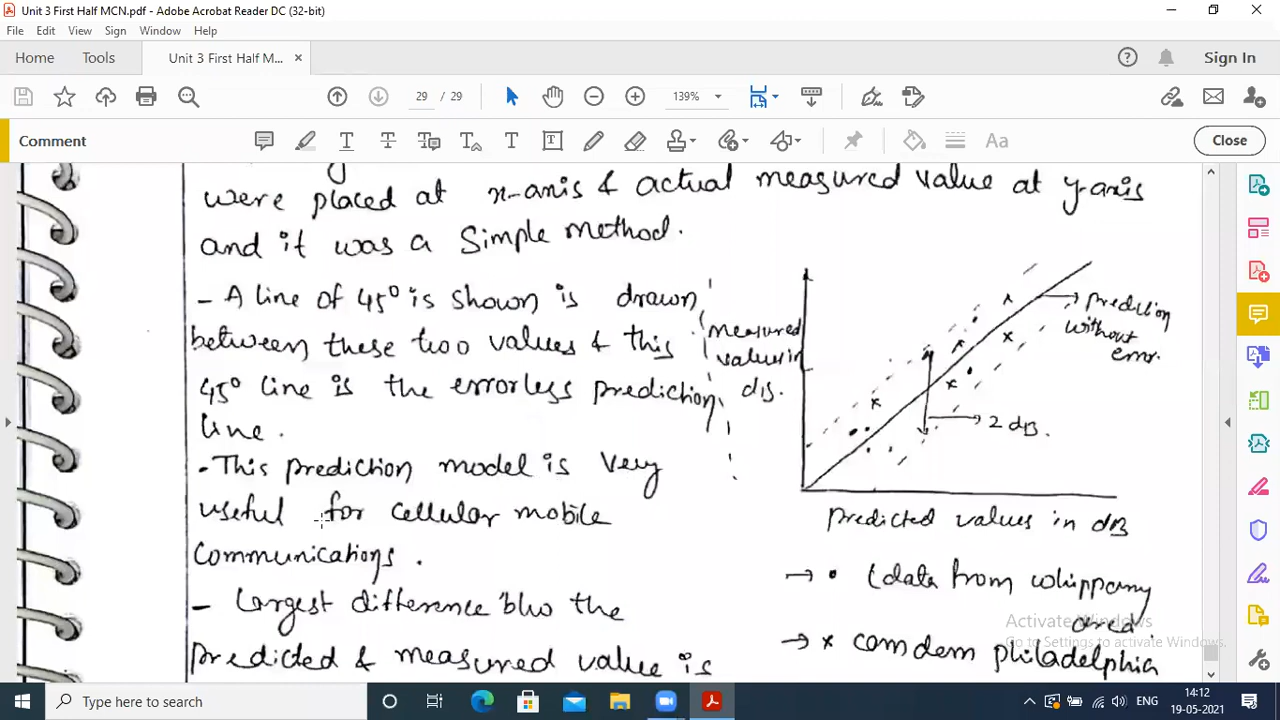 Unit 3 First Half MCN.pdf - Adobe Acrobat Reader DC (32-bit)
File Edit View Sign Window Help
Home Tools Unit 3 First Half M... × Sign In
29 / 29 139%
Comment Close
were placed at x-axis & actual measured value at y-axis
and it was a simple method.
- A line of 45° is shown is drawn
between these two values & this
45° line is the errorless prediction
line.
. This prediction model is very
useful for cellular mobile
communications.
- Largest difference b/w the
predicted & measured value is
measured
values in
dB.
prediction
without
error.
2 dB.
predicted values in dB
→ • (data from whippany
area
→ x camdem philadelphia
Activate Windows
Go to Settings to activate Windows.
Type here to search
ENG
14:12
19-05-2021